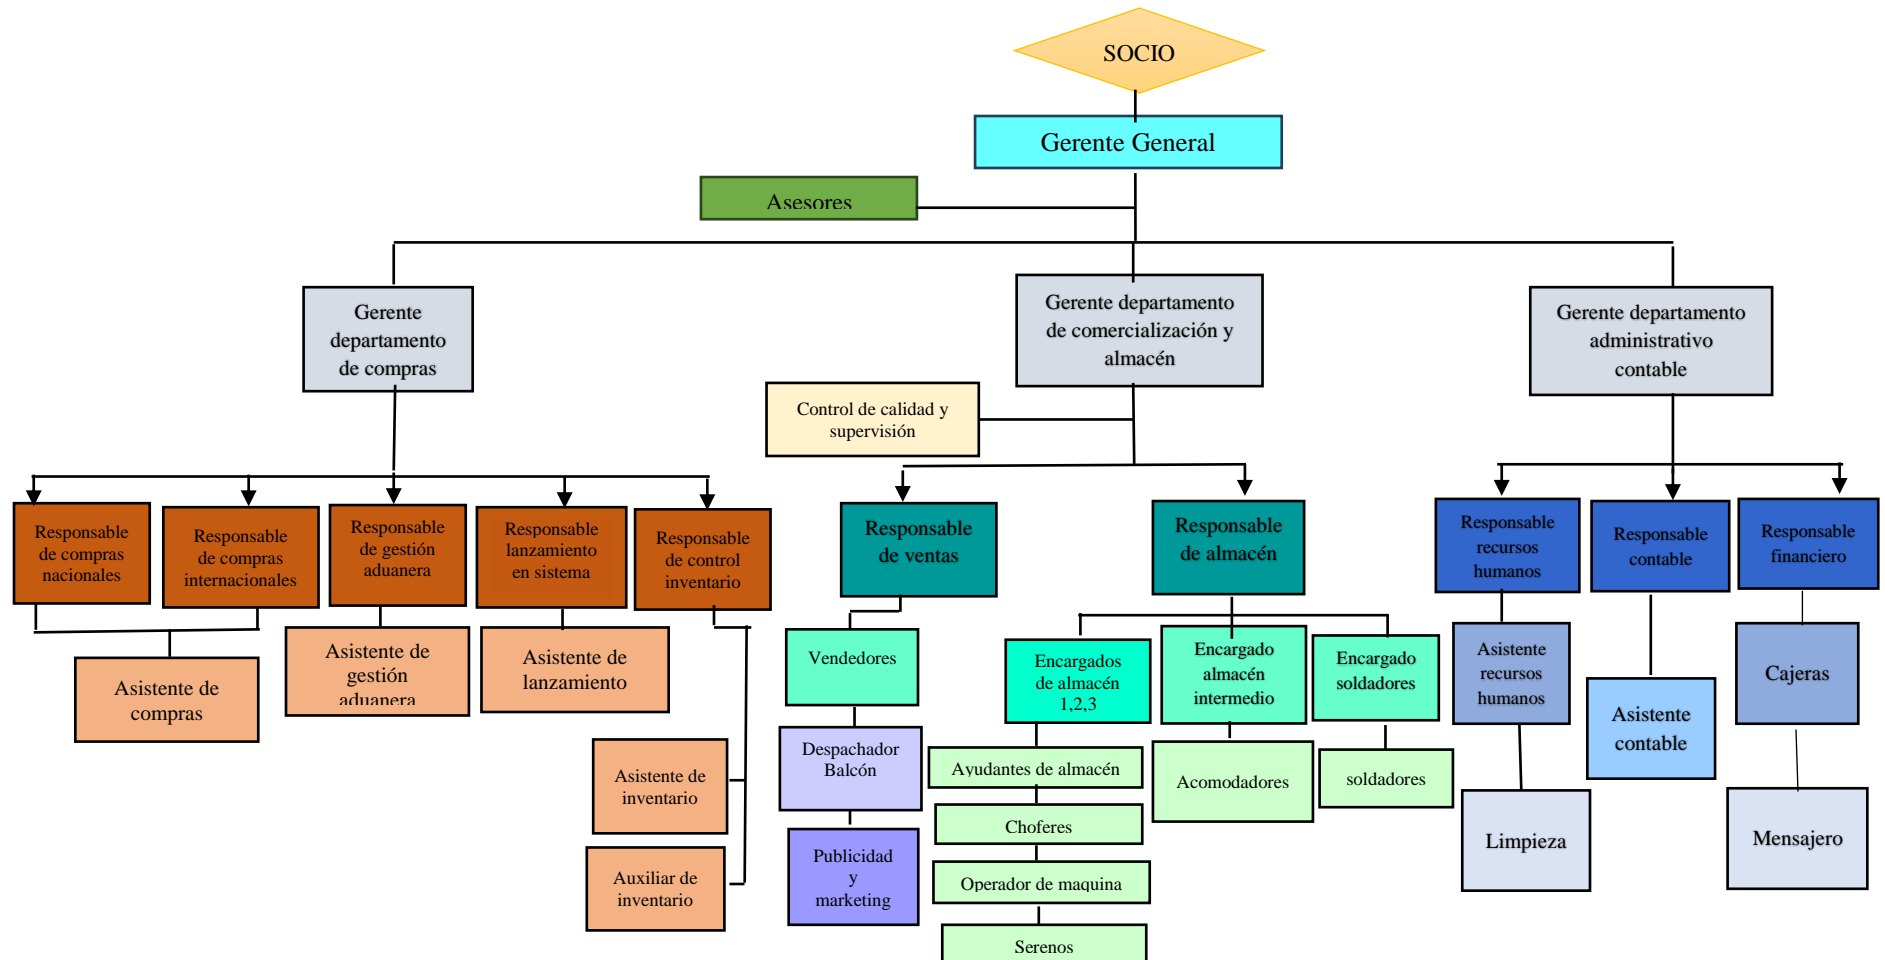 SOCIO
Gerente General
Asesores
Gerente
departamento
de compras
Gerente departamento
de comercialización y
almacén
Gerente departamento
administrativo
contable
Control de calidad y
supervisión
Responsable
de compras
nacionales
Responsable
de compras
internacionales
Responsable
de gestión
aduanera
Responsable
lanzamiento
en sistema
Responsable
de control
inventario
Responsable
de ventas
Responsable
de almacén
Responsable
recursos
humanos
Responsable
contable
Responsable
financiero
Asistente de
compras
Asistente de
gestión
aduanera
Asistente de
lanzamiento
Asistente de
inventario
Auxiliar de
inventario
Vendedores
Despachador
Balcón
Publicidad
y
marketing
Encargados
de almacén
1,2,3
Ayudantes de almacén
Choferes
Operador de maquina
Serenos
Encargado
almacén
intermedio
Acomodadores
Encargado
soldadores
soldadores
Asistente
recursos
humanos
Limpieza
Asistente
contable
Cajeras
Mensajero